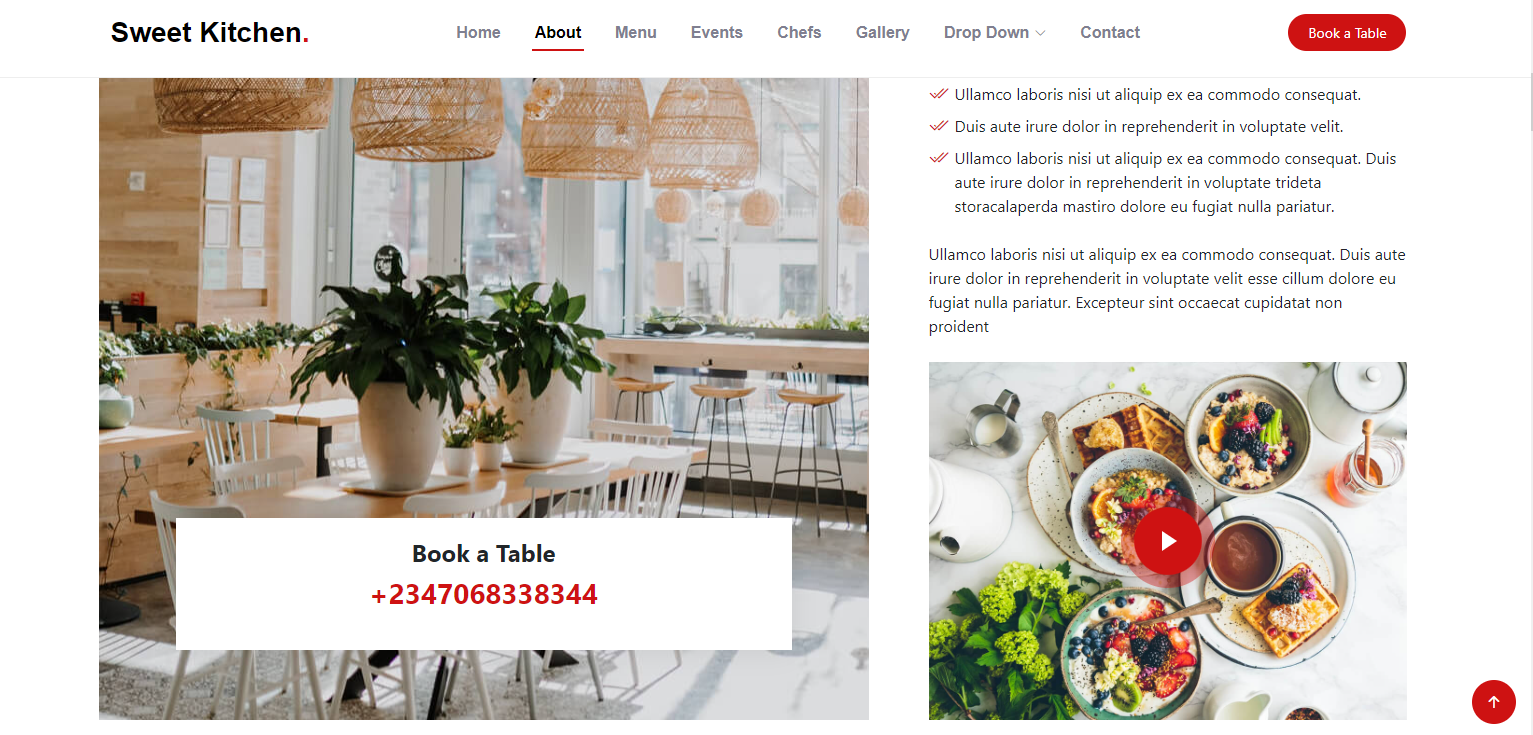 Sweet Kitchen.
Home About Menu Events Chefs Gallery Drop Down Contact
Book a Table
Ullamco laboris nisi ut aliquip ex ea commodo consequat.
Duis aute irure dolor in reprehenderit in voluptate velit.
Ullamco laboris nisi ut aliquip ex ea commodo consequat. Duis
aute irure dolor in reprehenderit in voluptate trideta
storacalaperda mastiro dolore eu fugiat nulla pariatur.
Ullamco laboris nisi ut aliquip ex ea commodo consequat. Duis aute
irure dolor in reprehenderit in voluptate velit esse cillum dolore eu
fugiat nulla pariatur. Excepteur sint occaecat cupidatat non
proident
Book a Table
+2347068338344